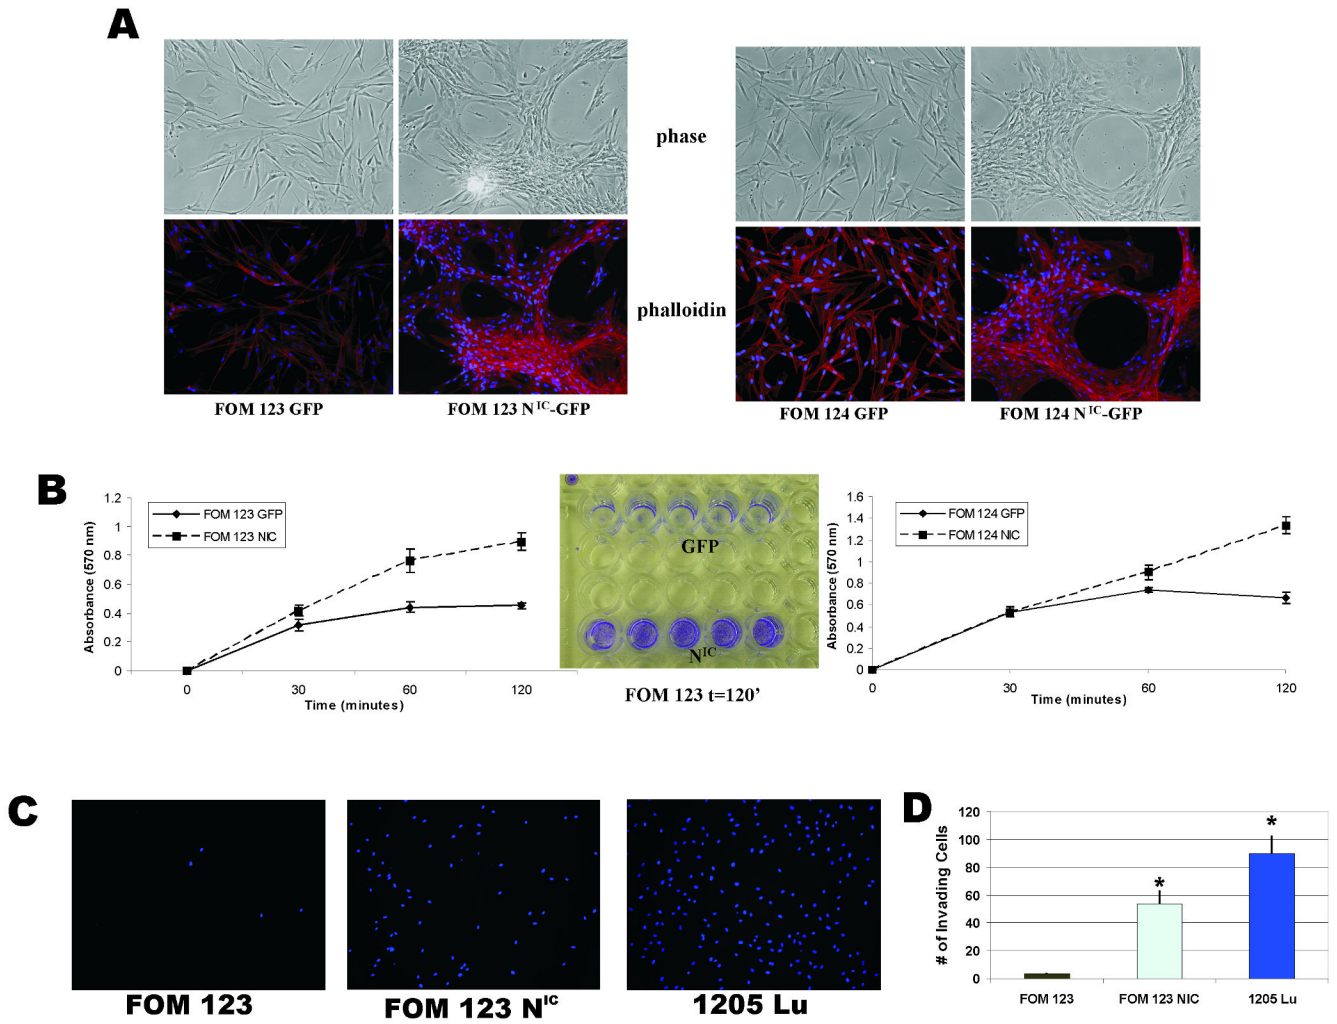 A
phase
phalloidin
FOM 123 GFP
FOM 123 N^IC-GFP
FOM 124 GFP
FOM 124 N^IC-GFP
B
Absorbance (570 nm)
1.2
1
0.8
0.6
0.4
0.2
0
FOM 123 GFP
FOM 123 NIC
0 30 60 120
Time (minutes)
GFP
N^IC
FOM 123 t=120'
Absorbance (570 nm)
1.6
1.4
1.2
1
0.8
0.6
0.4
0.2
0
FOM 124 GFP
FOM 124 NIC
0 30 60 120
Time (minutes)
C
FOM 123
FOM 123 N^IC
1205 Lu
D
# of Invading Cells
120
100
80
60
40
20
0
*
*
FOM 123 FOM 123 NIC 1205 Lu